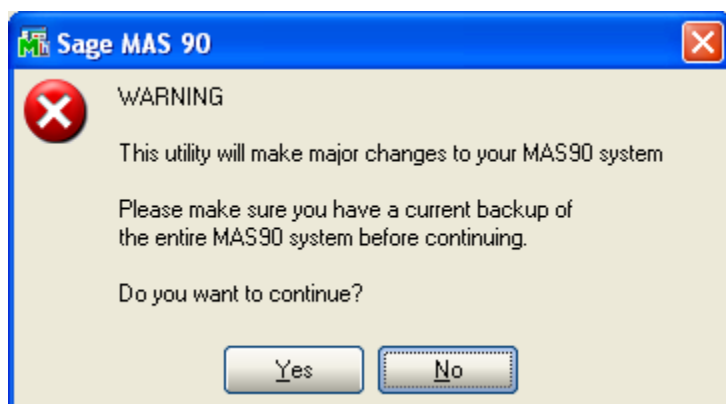 Sage MAS 90
WARNING
This utility will make major changes to your MAS90 system
Please make sure you have a current backup of
the entire MAS90 system before continuing.
Do you want to continue?
Yes
No